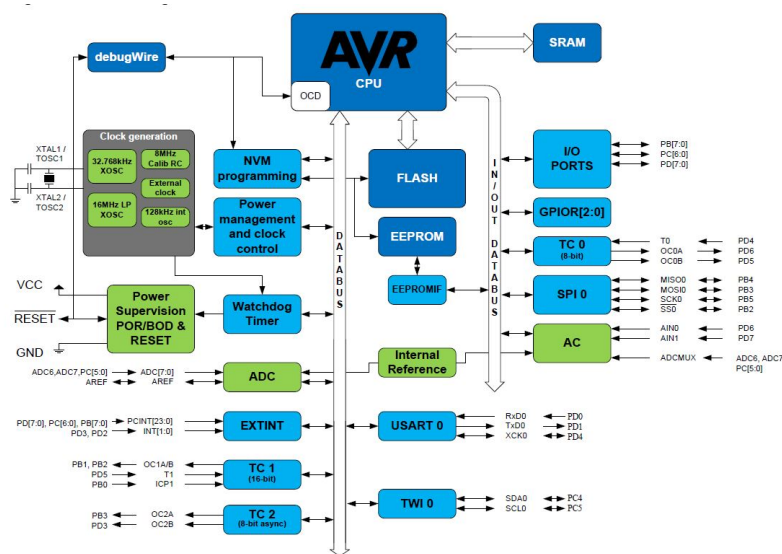 AVR
CPU
OCD
SRAM
debugWire
Clock generation
XTAL1 /
TOSC1
32.768kHz
XOSC
8MHz
Calib RC
External
clock
16MHz LP
XOSC
128kHz int
osc
XTAL2 /
TOSC2
NVM
programming
Power
management
and clock
control
FLASH
EEPROM
EEPROMIF
DATABUS
IN/OUT DATABUS
I/O
PORTS
PB[7:0]
PC[6:0]
PD[7:0]
GPIOR[2:0]
TC 0
(8-bit)
T0 PD4
OC0A PD6
OC0B PD5
SPI 0
MISO0 PB4
MOSI0 PB3
SCK0 PB5
SS0 PB2
AC
AIN0 PD6
AIN1 PD7
ADCMUX ADC6, ADC7
PC[5:0]
VCC
RESET
GND
Power
Supervision
POR/BOD &
RESET
Watchdog
Timer
Internal
Reference
ADC6,ADC7,PC[5:0] ADC[7:0]
AREF AREF
ADC
PD[7:0], PC[6:0], PB[7:0] PCINT[23:0]
PD3, PD2 INT[1:0]
EXTINT
USART 0
RxD0 PD0
TxD0 PD1
XCK0 PD4
PB1, PB2 OC1A/B
PD5 T1
PB0 ICP1
TC 1
(16-bit)
PB3 OC2A
PD3 OC2B
TC 2
(8-bit async)
TWI 0
SDA0 PC4
SCL0 PC5